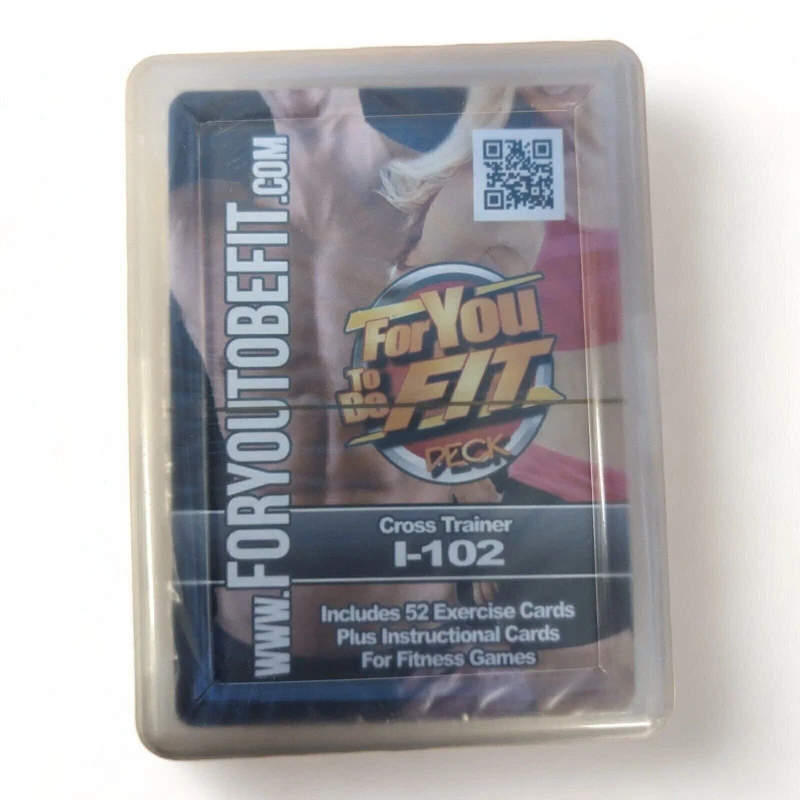 www.FORYOUTOBEFIT.COM
For You
To Be FIT
DECK
Cross Trainer
I-102
Includes 52 Exercise Cards
Plus Instructional Cards
For Fitness Games